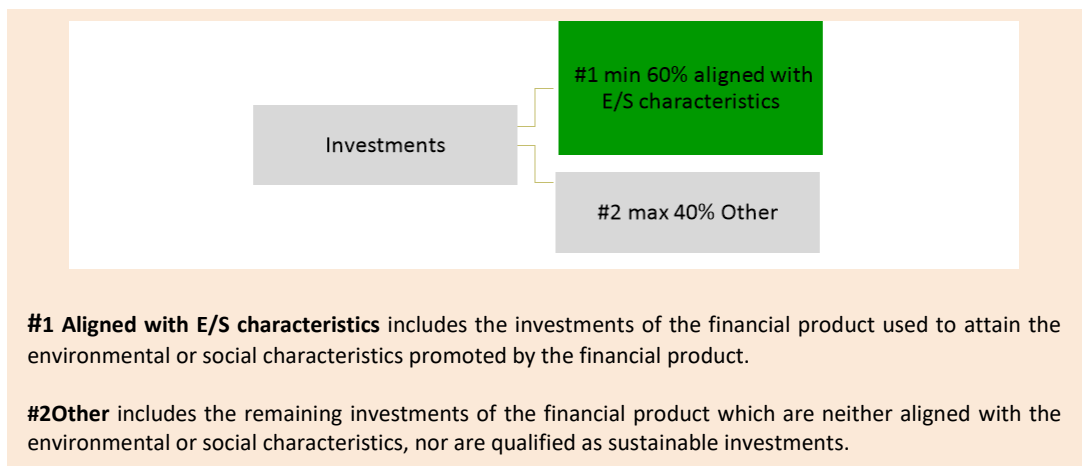 #1 min 60% aligned with
E/S characteristics
Investments
#2 max 40% Other
#1 Aligned with E/S characteristics includes the investments of the financial product used to attain the
environmental or social characteristics promoted by the financial product.
#2Other includes the remaining investments of the financial product which are neither aligned with the
environmental or social characteristics, nor are qualified as sustainable investments.